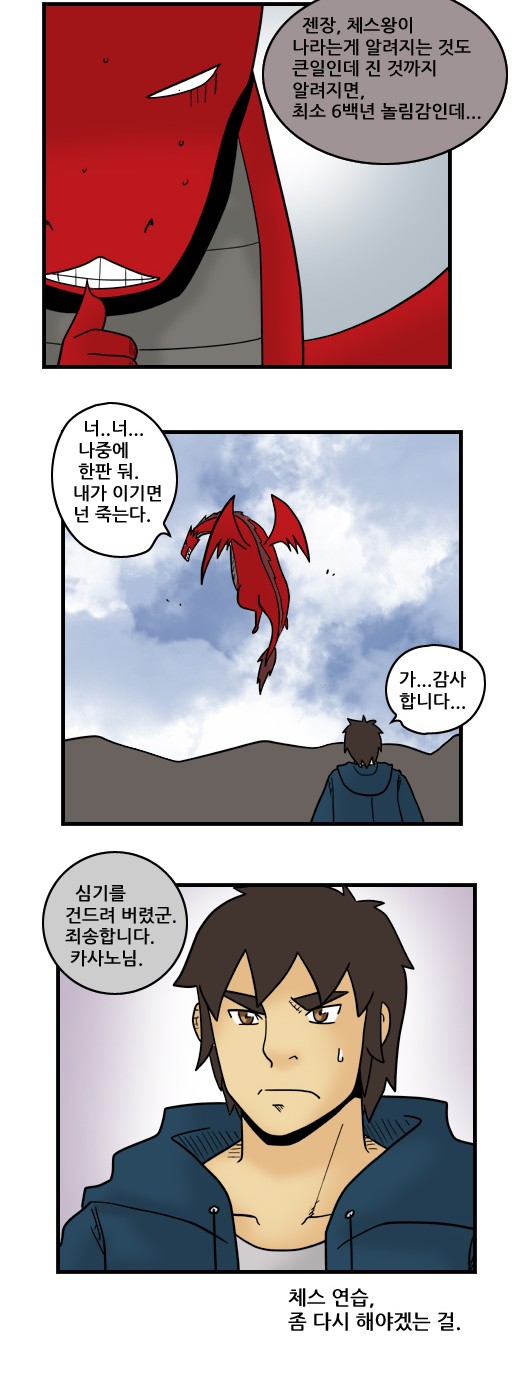 젠장, 체스왕이
나라는게 알려지는 것도
큰일인데 진 것까지
알려지면,
최소 6백년 놀림감인데...
너..너...
나중에
한판 둬.
내가 이기면
넌 죽는다.
가...감사
합니다...
심기를
건드려 버렸군.
죄송합니다.
카사노님.
체스 연습,
좀 다시 해야겠는 걸.